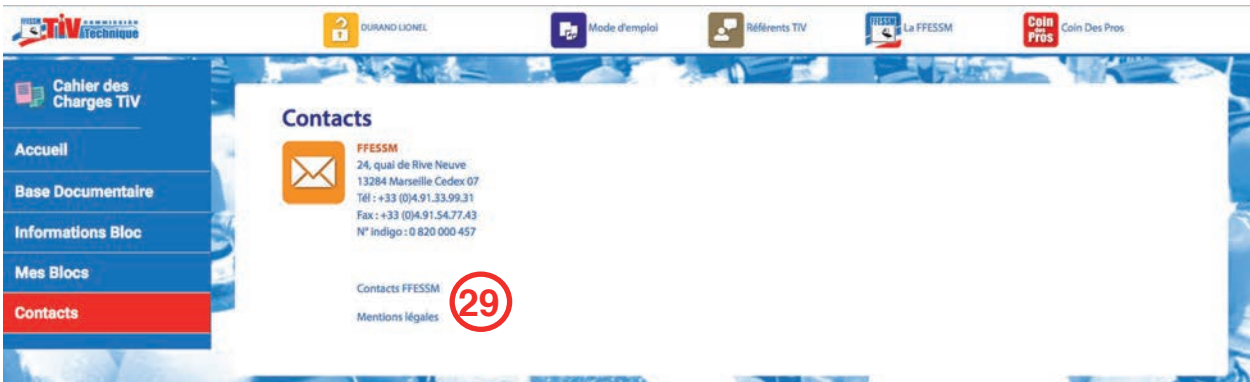 FFESSM TiV COMMISSION Technique
DURAND LIONEL
Mode d'emploi
Référents TIV
FFESSM La FFESSM
Coin des Pros Coin Des Pros
Cahier des
Charges TiV
Accueil
Base Documentaire
Informations Bloc
Mes Blocs
Contacts
Contacts
FFESSM
24, quai de Rive Neuve
13284 Marseille Cedex 07
Tél : +33 (0)4.91.33.99.31
Fax : +33 (0)4.91.54.77.43
N° indigo : 0 820 000 457
Contacts FFESSM
29
Mentions légales